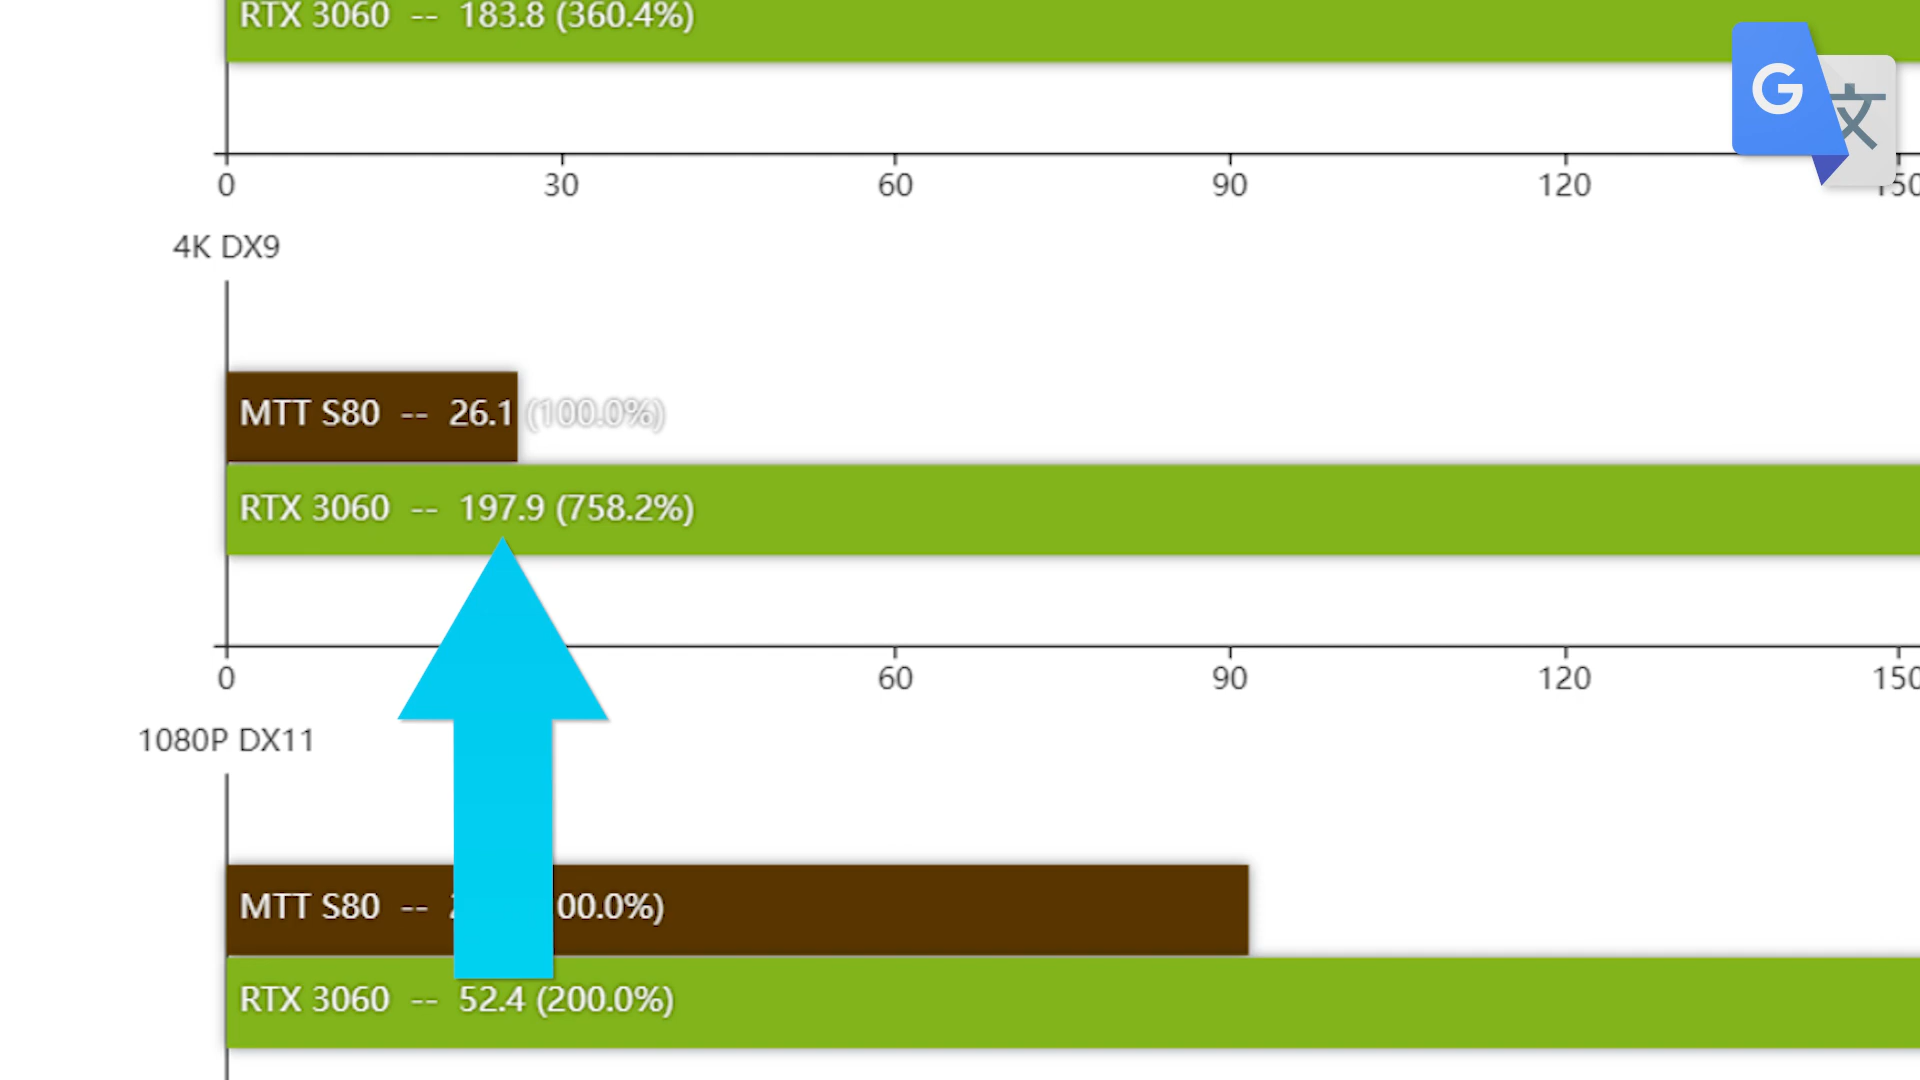 RTX 3060 -- 183.8 (360.4%)
0 30 60 90 120 150
4K DX9
MTT S80 -- 26.1 (100.0%)
RTX 3060 -- 197.9 (758.2%)
0 60 90 120 150
1080P DX11
MTT S80 -- 00.0%)
RTX 3060 -- 52.4 (200.0%)
G 文